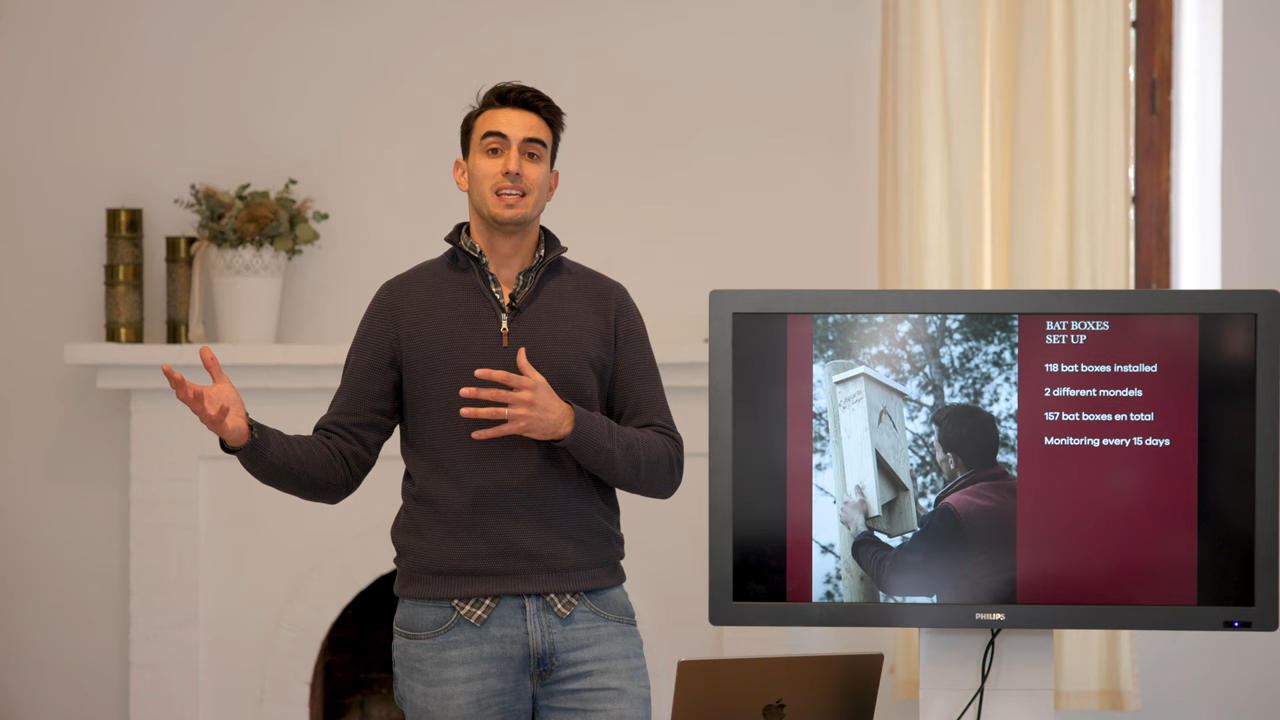 BAT BOXES
SET UP
118 bat boxes installed
2 different mondels
157 bat boxes en total
Monitoring every 15 days
PHILIPS